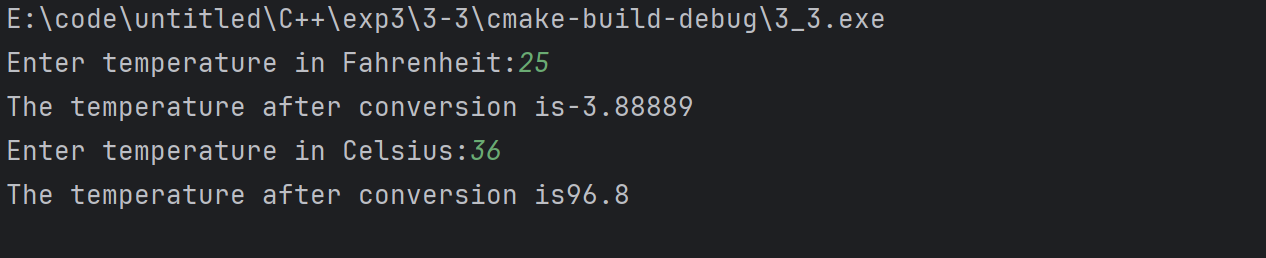 E:\code\untitled\C++\exp3\3-3\cmake-build-debug\3_3.exe
Enter temperature in Fahrenheit:25
The temperature after conversion is-3.88889
Enter temperature in Celsius:36
The temperature after conversion is96.8